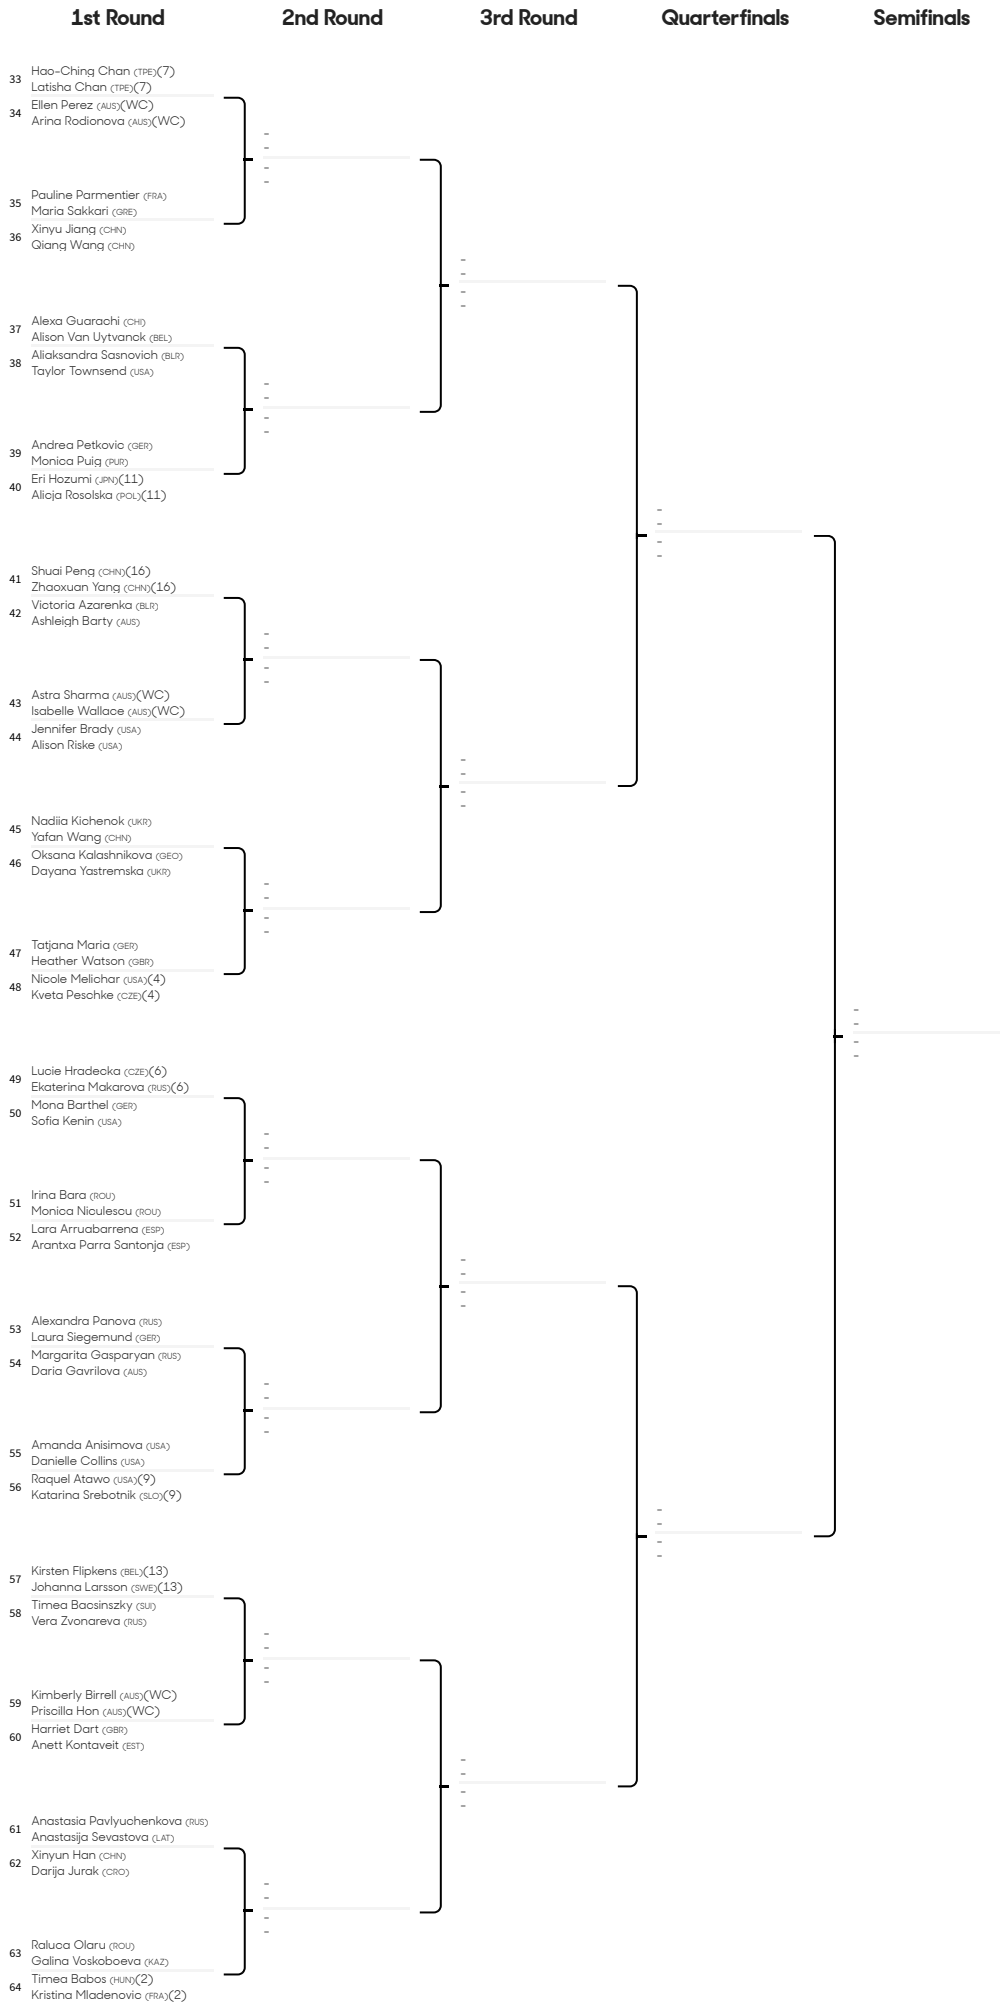 1st Round
2nd Round
3rd Round
Quarterfinals
Semifinals
33
Hao-Ching Chan (TPE)(7)
Latisha Chan (TPE)(7)
34
Ellen Perez (AUS)(WC)
Arina Rodionova (AUS)(WC)
35
Pauline Parmentier (FRA)
Maria Sakkari (GRE)
36
Xinyu Jiang (CHN)
Qiang Wang (CHN)
37
Alexa Guarachi (CHI)
Alison Van Uytvanck (BEL)
38
Aliaksandra Sasnovich (BLR)
Taylor Townsend (USA)
39
Andrea Petkovic (GER)
Monica Puig (PUR)
40
Eri Hozumi (JPN)(11)
Alicja Rosolska (POL)(11)
41
Shuai Peng (CHN)(16)
Zhaoxuan Yang (CHN)(16)
42
Victoria Azarenka (BLR)
Ashleigh Barty (AUS)
43
Astra Sharma (AUS)(WC)
Isabelle Wallace (AUS)(WC)
44
Jennifer Brady (USA)
Alison Riske (USA)
45
Nadiia Kichenok (UKR)
Yafan Wang (CHN)
46
Oksana Kalashnikova (GEO)
Dayana Yastremska (UKR)
47
Tatjana Maria (GER)
Heather Watson (GBR)
48
Nicole Melichar (USA)(4)
Kveta Peschke (CZE)(4)
49
Lucie Hradecka (CZE)(6)
Ekaterina Makarova (RUS)(6)
50
Mona Barthel (GER)
Sofia Kenin (USA)
51
Irina Bara (ROU)
Monica Niculescu (ROU)
52
Lara Arruabarrena (ESP)
Arantxa Parra Santonja (ESP)
53
Alexandra Panova (RUS)
Laura Siegemund (GER)
54
Margarita Gasparyan (RUS)
Daria Gavrilova (AUS)
55
Amanda Anisimova (USA)
Danielle Collins (USA)
56
Raquel Atawo (USA)(9)
Katarina Srebotnik (SLO)(9)
57
Kirsten Flipkens (BEL)(13)
Johanna Larsson (SWE)(13)
58
Timea Bacsinszky (SUI)
Vera Zvonareva (RUS)
59
Kimberly Birrell (AUS)(WC)
Priscilla Hon (AUS)(WC)
60
Harriet Dart (GBR)
Anett Kontaveit (EST)
61
Anastasia Pavlyuchenkova (RUS)
Anastasija Sevastova (LAT)
62
Xinyun Han (CHN)
Darija Jurak (CRO)
63
Raluca Olaru (ROU)
Galina Voskoboeva (KAZ)
64
Timea Babos (HUN)(2)
Kristina Mladenovic (FRA)(2)